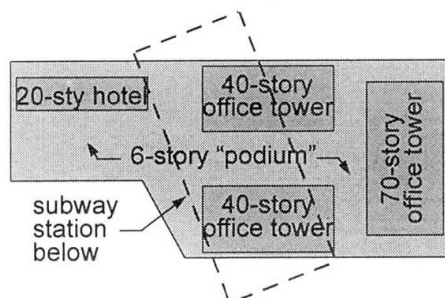 20-sty hotel
40-story
office tower
6-story “podium”
70-story
office tower
subway
station
below
40-story
office tower